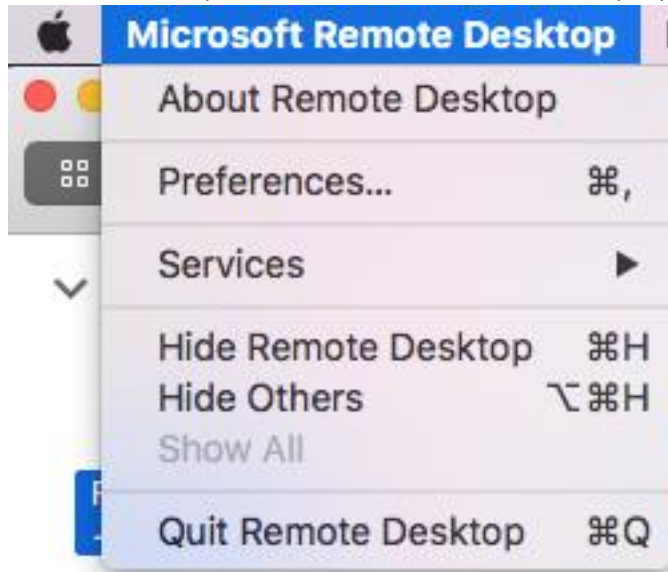 Microsoft Remote Desktop
About Remote Desktop
Preferences... ⌘,
Services ▶
Hide Remote Desktop ⌘H
Hide Others ⌥⌘H
Show All
Quit Remote Desktop ⌘Q